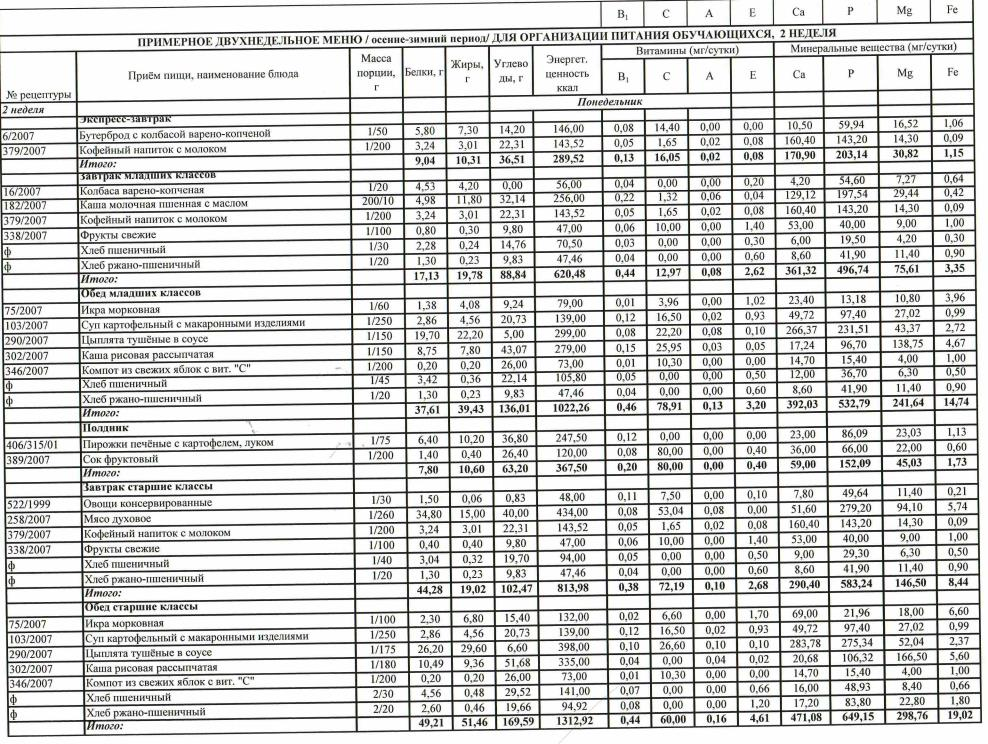 B₁ C A E Ca P Mg Fe
ПРИМЕРНОЕ ДВУХНЕДЕЛЬНОЕ МЕНЮ / осенне-зимний период/ ДЛЯ ОРГАНИЗАЦИИ ПИТАНИЯ ОБУЧАЮЩИХСЯ, 2 НЕДЕЛЯ
№ рецептуры Приём пищи, наименование блюда Масса порции, г Белки, г Жиры, г Углево ды, г Энергет. ценность ккал Витамины (мг/сутки) Минеральные вещества (мг/сутки)
B₁ C A E Ca P Mg Fe
2 неделя Понедельник
Экспресс-завтрак
6/2007 Бутерброд с колбасой варено-копченой 1/50 5,80 7,30 14,20 146,00 0,08 14,40 0,00 0,00 10,50 59,94 16,52 1,06
379/2007 Кофейный напиток с молоком 1/200 3,24 3,01 22,31 143,52 0,05 1,65 0,02 0,08 160,40 143,20 14,30 0,09
Итого: 9,04 10,31 36,51 289,52 0,13 16,05 0,02 0,08 170,90 203,14 30,82 1,15
Завтрак младших классов
16/2007 Колбаса варено-копченая 1/20 4,53 4,20 0,00 56,00 0,04 0,00 0,00 0,20 4,20 54,60 7,27 0,64
182/2007 Каша молочная пшенная с маслом 200/10 4,98 11,80 32,14 256,00 0,22 1,32 0,06 0,04 129,12 197,54 29,44 0,42
379/2007 Кофейный напиток с молоком 1/200 3,24 3,01 22,31 143,52 0,05 1,65 0,02 0,08 160,40 143,20 14,30 0,09
338/2007 Фрукты свежие 1/100 0,80 0,30 9,80 47,00 0,06 10,00 0,00 1,40 53,00 40,00 9,00 1,00
ф Хлеб пшеничный 1/30 2,28 0,24 14,76 70,50 0,03 0,00 0,00 0,30 6,00 19,50 4,20 0,30
ф Хлеб ржано-пшеничный 1/20 1,30 0,23 9,83 47,46 0,04 0,00 0,00 0,60 8,60 41,90 11,40 0,90
Итого: 17,13 19,78 88,84 620,48 0,44 12,97 0,08 2,62 361,32 496,74 75,61 3,35
Обед младших классов
75/2007 Икра морковная 1/60 1,38 4,08 9,24 79,00 0,01 3,96 0,00 1,02 23,40 13,18 10,80 3,96
103/2007 Суп картофельный с макаронными изделиями 1/250 2,86 4,56 20,73 139,00 0,12 16,50 0,02 0,93 49,72 97,40 27,02 0,99
290/2007 Цыплята тушёные в соусе 1/150 19,70 22,20 5,00 299,00 0,08 22,20 0,08 0,10 266,37 231,51 43,37 2,72
302/2007 Каша рисовая рассыпчатая 1/150 8,75 7,80 43,07 279,00 0,15 25,95 0,03 0,05 17,24 96,70 138,75 4,67
346/2007 Компот из свежих яблок с вит. "С" 1/200 0,20 0,20 26,00 73,00 0,01 10,30 0,00 0,00 14,70 15,40 4,00 1,00
ф Хлеб пшеничный 1/45 3,42 0,36 22,14 105,80 0,05 0,00 0,00 0,50 12,00 36,70 6,30 0,50
ф Хлеб ржано-пшеничный 1/20 1,30 0,23 9,83 47,46 0,04 0,00 0,00 0,60 8,60 41,90 11,40 0,90
Итого: 37,61 39,43 136,01 1022,26 0,46 78,91 0,13 3,20 392,03 532,79 241,64 14,74
Полдник
406/315/01 Пирожки печёные с картофелем, луком 1/75 6,40 10,20 36,80 247,50 0,12 0,00 0,00 0,00 23,00 86,09 23,03 1,13
389/2007 Сок фруктовый 1/200 1,40 0,40 26,40 120,00 0,08 80,00 0,00 0,40 36,00 66,00 22,00 0,60
Итого: 7,80 10,60 63,20 367,50 0,20 80,00 0,00 0,40 59,00 152,09 45,03 1,73
Завтрак старшие классы
522/1999 Овощи консервированные 1/30 1,50 0,06 0,83 48,00 0,11 7,50 0,00 0,10 7,80 49,64 11,40 0,21
258/2007 Мясо духовое 1/260 34,80 15,00 40,00 434,00 0,08 53,04 0,08 0,00 51,60 279,20 94,10 5,74
379/2007 Кофейный напиток с молоком 1/200 3,24 3,01 22,31 143,52 0,05 1,65 0,02 0,08 160,40 143,20 14,30 0,09
338/2007 Фрукты свежие 1/100 0,40 0,40 9,80 47,00 0,06 10,00 0,00 1,40 53,00 40,00 9,00 1,00
ф Хлеб пшеничный 1/40 3,04 0,32 19,70 94,00 0,05 0,00 0,00 0,50 9,00 29,30 6,30 0,50
ф Хлеб ржано-пшеничный 1/20 1,30 0,23 9,83 47,46 0,04 0,00 0,00 0,60 8,60 41,90 11,40 0,90
Итого: 44,28 19,02 102,47 813,98 0,38 72,19 0,10 2,68 290,40 583,24 146,50 8,44
Обед старшие классы
75/2007 Икра морковная 1/100 2,30 6,80 15,40 132,00 0,02 6,60 0,00 1,70 69,00 21,96 18,00 6,60
103/2007 Суп картофельный с макаронными изделиями 1/250 2,86 4,56 20,73 139,00 0,12 16,50 0,02 0,93 49,72 97,40 27,02 0,99
290/2007 Цыплята тушёные в соусе 1/175 26,20 29,60 6,60 398,00 0,10 26,60 0,10 0,10 283,78 275,34 52,04 2,37
302/2007 Каша рисовая рассыпчатая 1/180 10,49 9,36 51,68 335,00 0,04 0,00 0,04 0,02 20,68 106,32 166,50 5,60
346/2007 Компот из свежих яблок с вит. "С" 1/200 0,20 0,20 26,00 73,00 0,01 10,30 0,00 0,00 14,70 15,40 4,00 1,00
ф Хлеб пшеничный 2/30 4,56 0,48 29,52 141,00 0,07 0,00 0,00 0,66 16,00 48,93 8,40 0,66
ф Хлеб ржано-пшеничный 2/20 2,60 0,46 19,66 94,92 0,08 0,00 0,00 1,20 17,20 83,80 22,80 1,80
Итого: 49,21 51,46 169,59 1312,92 0,44 60,00 0,16 4,61 471,08 649,15 298,76 19,02